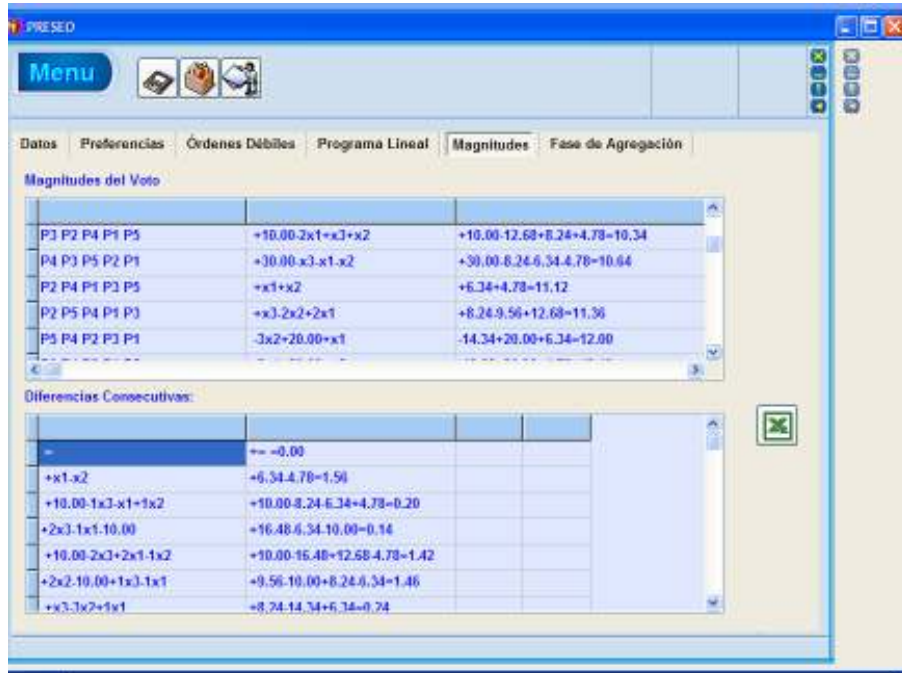 PRESEO
Menu
Datos Preferencias Órdenes Débiles Programa Lineal Magnitudes Fase de Agregación
Magnitudes del Voto
P3 P2 P4 P1 P5 +10.00-2x1+x3+x2 +10.00-12.68+8.24+4.78=10.34
P4 P3 P5 P2 P1 +30.00-x3-x1-x2 +30.00-8.24-6.34-4.78=10.64
P2 P4 P1 P3 P5 +x1+x2 +6.34+4.78=11.12
P2 P5 P4 P1 P3 +x3-2x2+2x1 +8.24-9.56+12.68=11.36
P5 P4 P2 P3 P1 -3x2+20.00+x1 -14.34+20.00+6.34=12.00
Diferencias Consecutivas:
= += =0.00
+x1-x2 +6.34-4.78=1.56
+10.00-1x3-x1+1x2 +10.00-8.24-6.34+4.78=0.20
+2x3-1x1-10.00 +16.48-6.34-10.00=0.14
+10.00-2x3+2x1-1x2 +10.00-16.48+12.68-4.78=1.42
+2x2-10.00+1x3-1x1 +9.56-10.00+8.24-6.34=1.46
+x3-3x2+1x1 +8.24-14.34+6.34=0.24